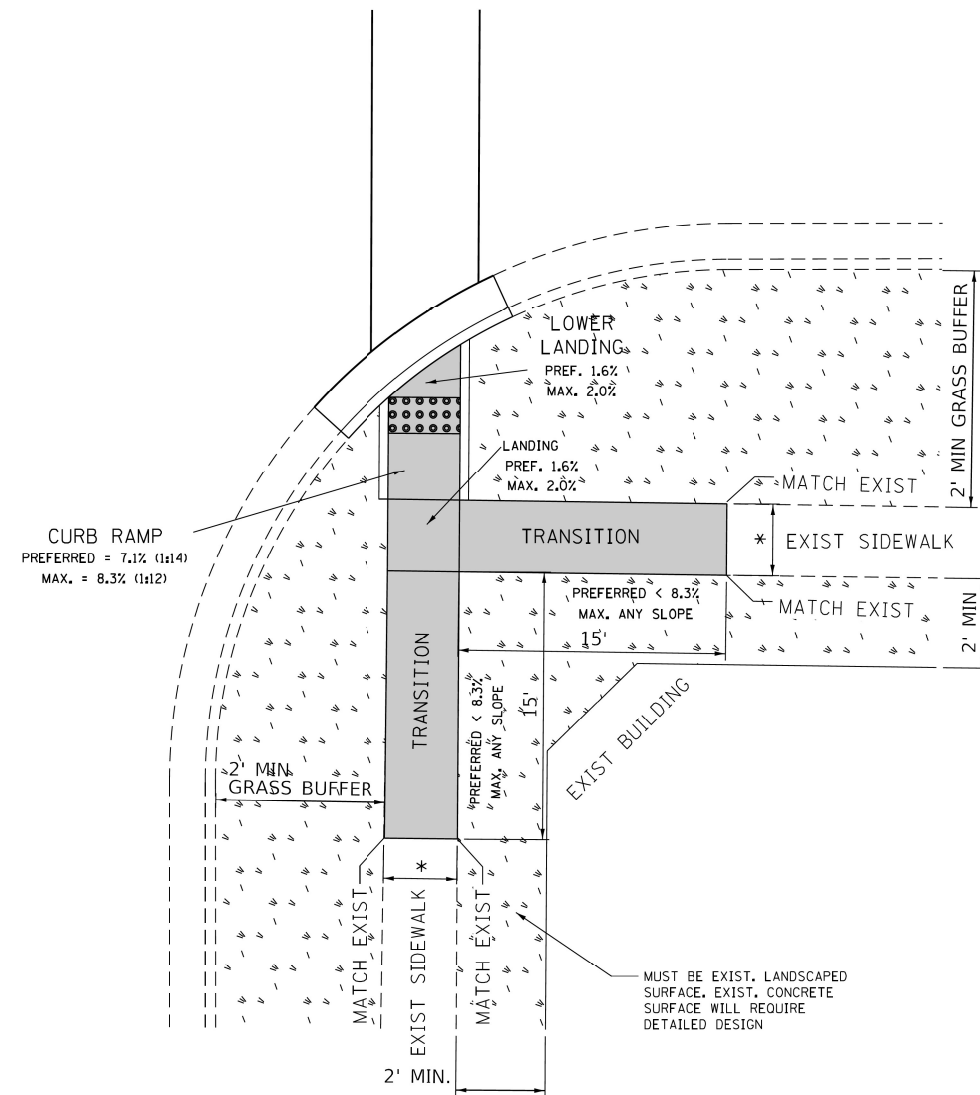 LOWER
LANDING
PREF. 1.6%
MAX. 2.0%
2' MIN GRASS BUFFER
LANDING
PREF. 1.6%
MAX. 2.0%
MATCH EXIST
CURB RAMP
PREFERRED = 7.1% (1:14)
MAX. = 8.3% (1:12)
TRANSITION
* EXIST SIDEWALK
PREFERRED < 8.3%
MAX. ANY SLOPE
MATCH EXIST
15'
2' MIN
TRANSITION
PREFERRED < 8.3%
MAX. ANY SLOPE
15'
EXIST BUILDING
2' MIN
GRASS BUFFER
*
MATCH EXIST
EXIST SIDEWALK
MATCH EXIST
MUST BE EXIST. LANDSCAPED
SURFACE. EXIST. CONCRETE
SURFACE WILL REQUIRE
DETAILED DESIGN
2' MIN.